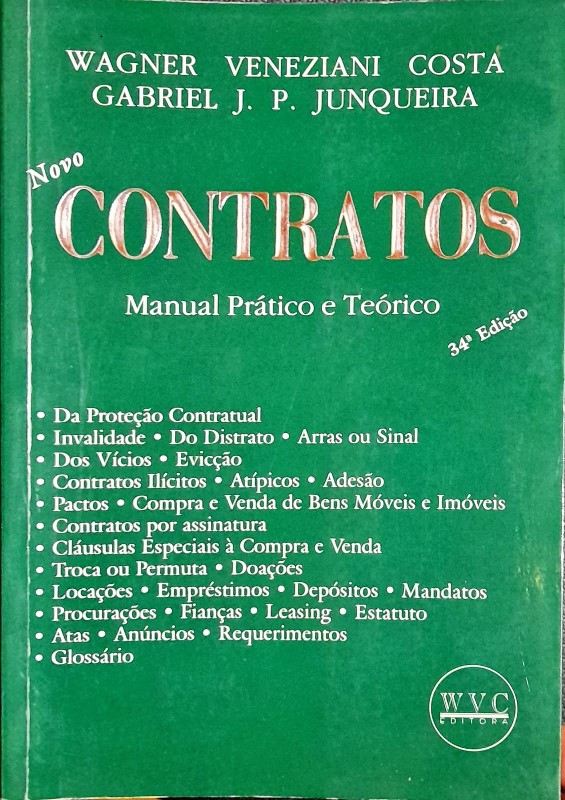 WAGNER VENEZIANI COSTA
GABRIEL J. P. JUNQUEIRA
Novo
CONTRATOS
Manual Prático e Teórico
34ª Edição
• Da Proteção Contratual
• Invalidade • Do Distrato • Arras ou Sinal
• Dos Vícios • Evicção
• Contratos Ilícitos • Atípicos • Adesão
• Pactos • Compra e Venda de Bens Móveis e Imóveis
• Contratos por assinatura
• Cláusulas Especiais à Compra e Venda
• Troca ou Permuta • Doações
• Locações • Empréstimos • Depósitos • Mandatos
• Procurações • Fianças • Leasing • Estatuto
• Atas • Anúncios • Requerimentos
• Glossário
WVC
EDITORA